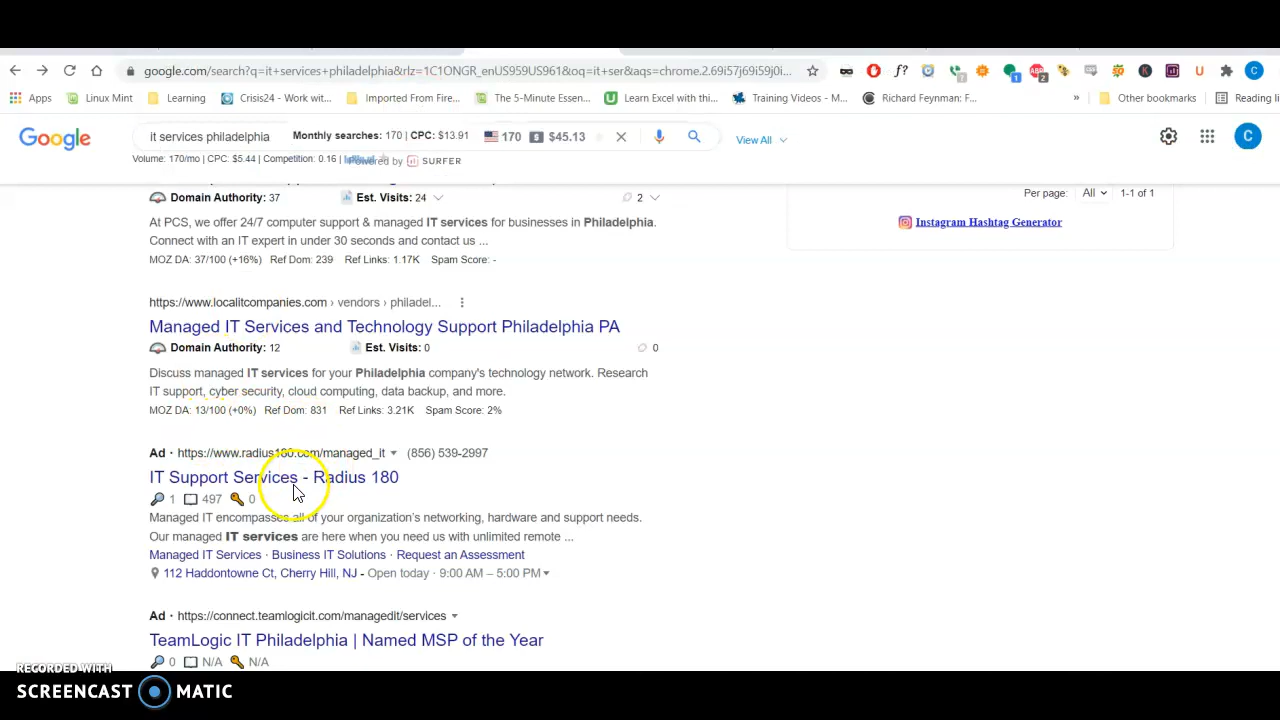 google.com/search?q=it+services+philadelphia&rlz=1C1ONGR_enUS959US961&oq=it+ser&aqs=chrome.2.69i57j69i59j0i...
Apps Linux Mint Learning Crisis24 - Work wit... Imported From Fire... The 5-Minute Essen... Learn Excel with thi... Training Videos - M... Richard Feynman: F... » Other bookmarks Reading li
Google it services philadelphia Monthly searches: 170 | CPC: $13.91 170 $45.13 View All
Volume: 170/mo | CPC: $5.44 | Competition: 0.16 | Powered by SURFER
Domain Authority: 37 Est. Visits: 24 2
At PCS, we offer 24/7 computer support & managed IT services for businesses in Philadelphia.
Connect with an IT expert in under 30 seconds and contact us ...
MOZ DA: 37/100 (+16%) Ref Dom: 239 Ref Links: 1.17K Spam Score: -
https://www.localitcompanies.com › vendors › philadel...
Managed IT Services and Technology Support Philadelphia PA
Domain Authority: 12 Est. Visits: 0 0
Discuss managed IT services for your Philadelphia company's technology network. Research
IT support, cyber security, cloud computing, data backup, and more.
MOZ DA: 13/100 (+0%) Ref Dom: 831 Ref Links: 3.21K Spam Score: 2%
Ad · https://www.radius180.com/managed_it (856) 539-2997
IT Support Services - Radius 180
1 497 0
Managed IT encompasses all of your organization's networking, hardware and support needs.
Our managed IT services are here when you need us with unlimited remote ...
Managed IT Services · Business IT Solutions · Request an Assessment
112 Haddontowne Ct, Cherry Hill, NJ - Open today · 9:00 AM – 5:00 PM
Ad · https://connect.teamlogicit.com/managedit/services
TeamLogic IT Philadelphia | Named MSP of the Year
0 N/A N/A
Per page: All 1-1 of 1
Instagram Hashtag Generator
RECORDED WITH
SCREENCAST MATIC